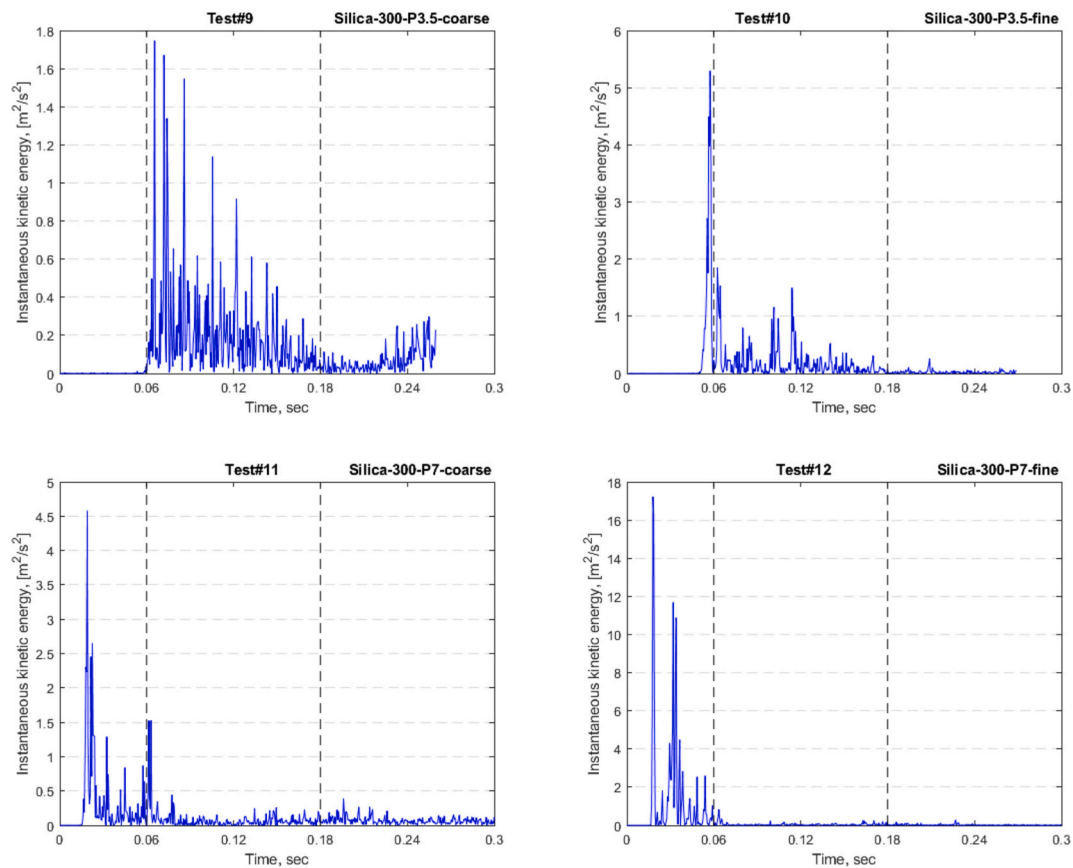 Test#9 Silica-300-P3.5-coarse
Instantaneous kinetic energy, [m²/s²]
1.8
1.6
1.4
1.2
1
0.8
0.6
0.4
0.2
0
0 0.06 0.12 0.18 0.24 0.3
Time, sec
Test#10 Silica-300-P3.5-fine
Instantaneous kinetic energy, [m²/s²]
6
5
4
3
2
1
0
0 0.06 0.12 0.18 0.24 0.3
Time, sec
Test#11 Silica-300-P7-coarse
Instantaneous kinetic energy, [m²/s²]
5
4.5
4
3.5
3
2.5
2
1.5
1
0.5
0
0 0.06 0.12 0.18 0.24 0.3
Time, sec
Test#12 Silica-300-P7-fine
Instantaneous kinetic energy, [m²/s²]
18
16
14
12
10
8
6
4
2
0
0 0.06 0.12 0.18 0.24 0.3
Time, sec